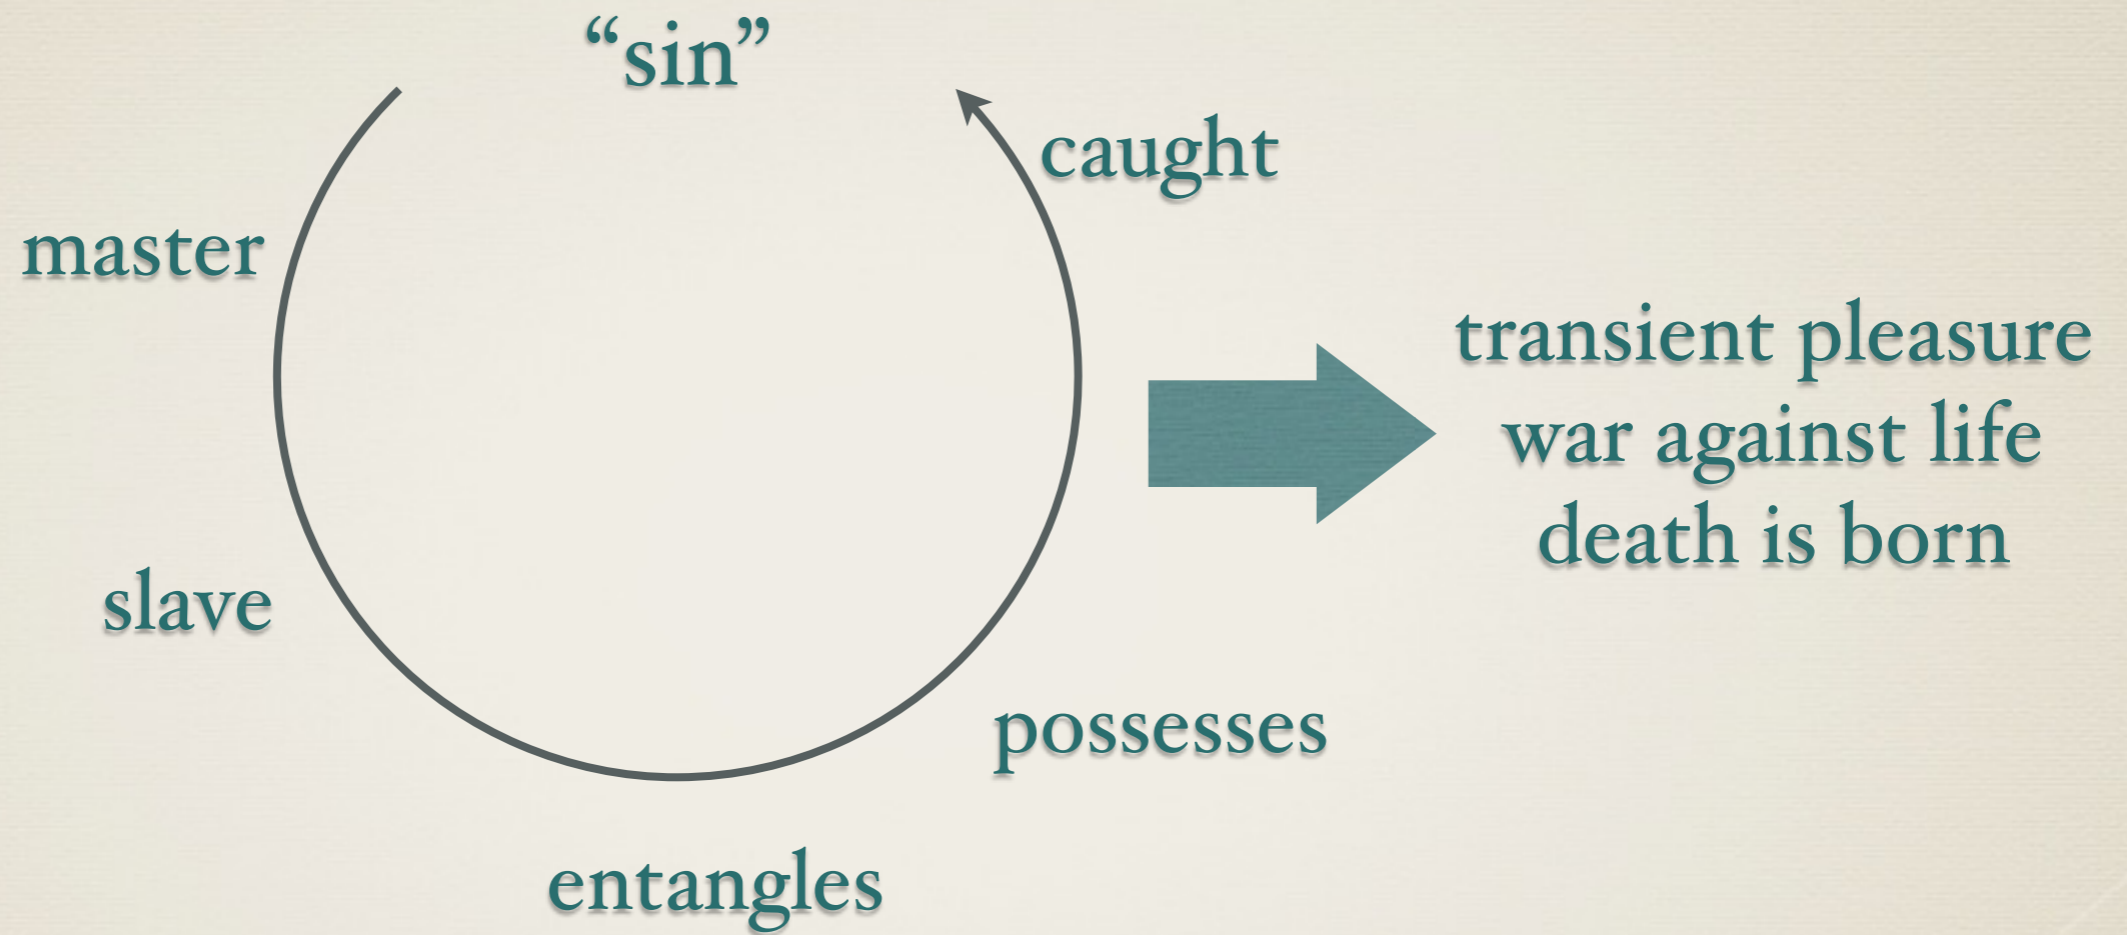 “sin”
caught
master
transient pleasure
war against life
death is born
slave
possesses
entangles